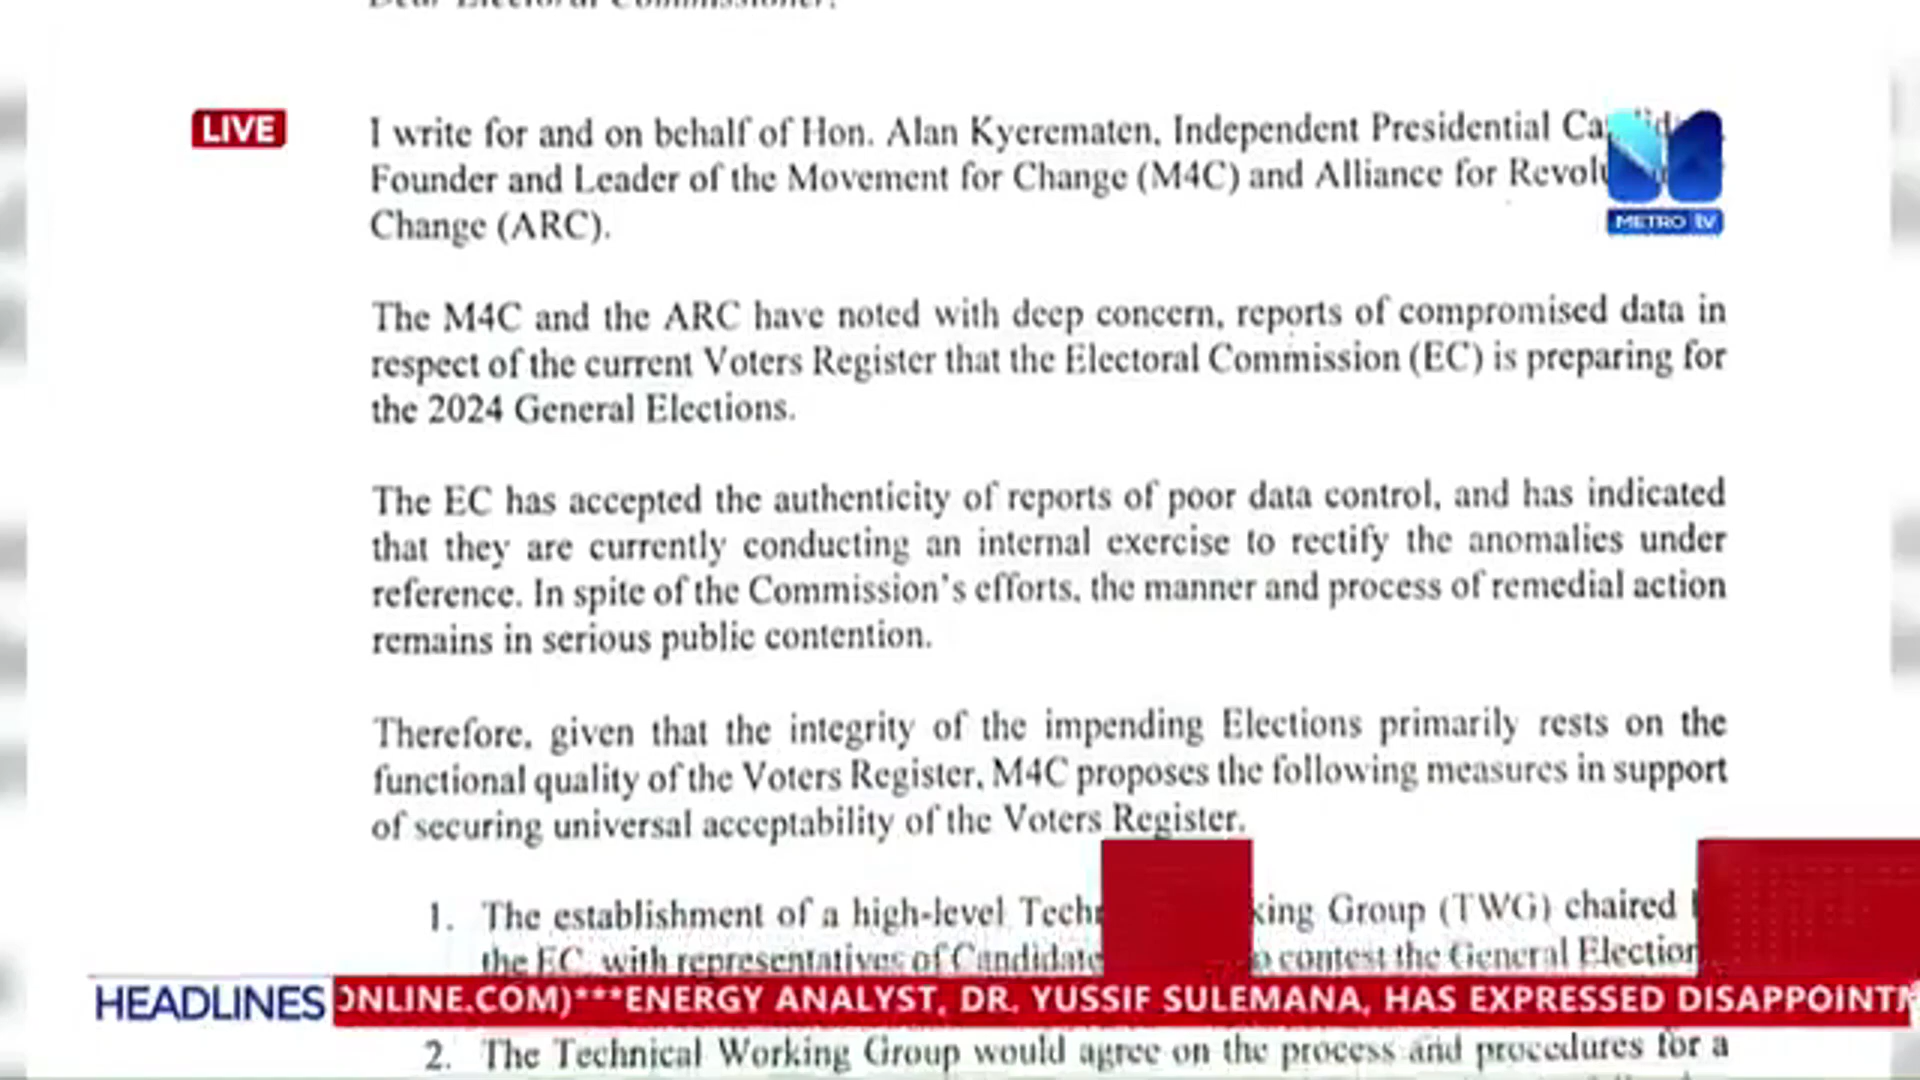 Dear Electoral Commissioner,
LIVE
I write for and on behalf of Hon. Alan Kyerematen, Independent Presidential
Founder and Leader of the Movement for Change (M4C) and Alliance for
Change (ARC).
METRO tv
The M4C and the ARC have noted with deep concern, reports of compromised data in
respect of the current Voters Register that the Electoral Commission (EC) is preparing for
the 2024 General Elections.
The EC has accepted the authenticity of reports of poor data control, and has indicated
that they are currently conducting an internal exercise to rectify the anomalies under
reference. In spite of the Commission's efforts, the manner and process of remedial action
remains in serious public contention.
Therefore, given that the integrity of the impending Elections primarily rests on the
functional quality of the Voters Register, M4C proposes the following measures in support
of securing universal acceptability of the Voters Register.
1. The establishment of a high-level Tech king Group (TWG) chaired
the EC, with representatives of Candidate contest the General Election
HEADLINES ONLINE.COM)***ENERGY ANALYST, DR. YUSSIF SULEMANA, HAS EXPRESSED DISAPPOINTM
2. The Technical Working Group would agree on the process and procedures for a